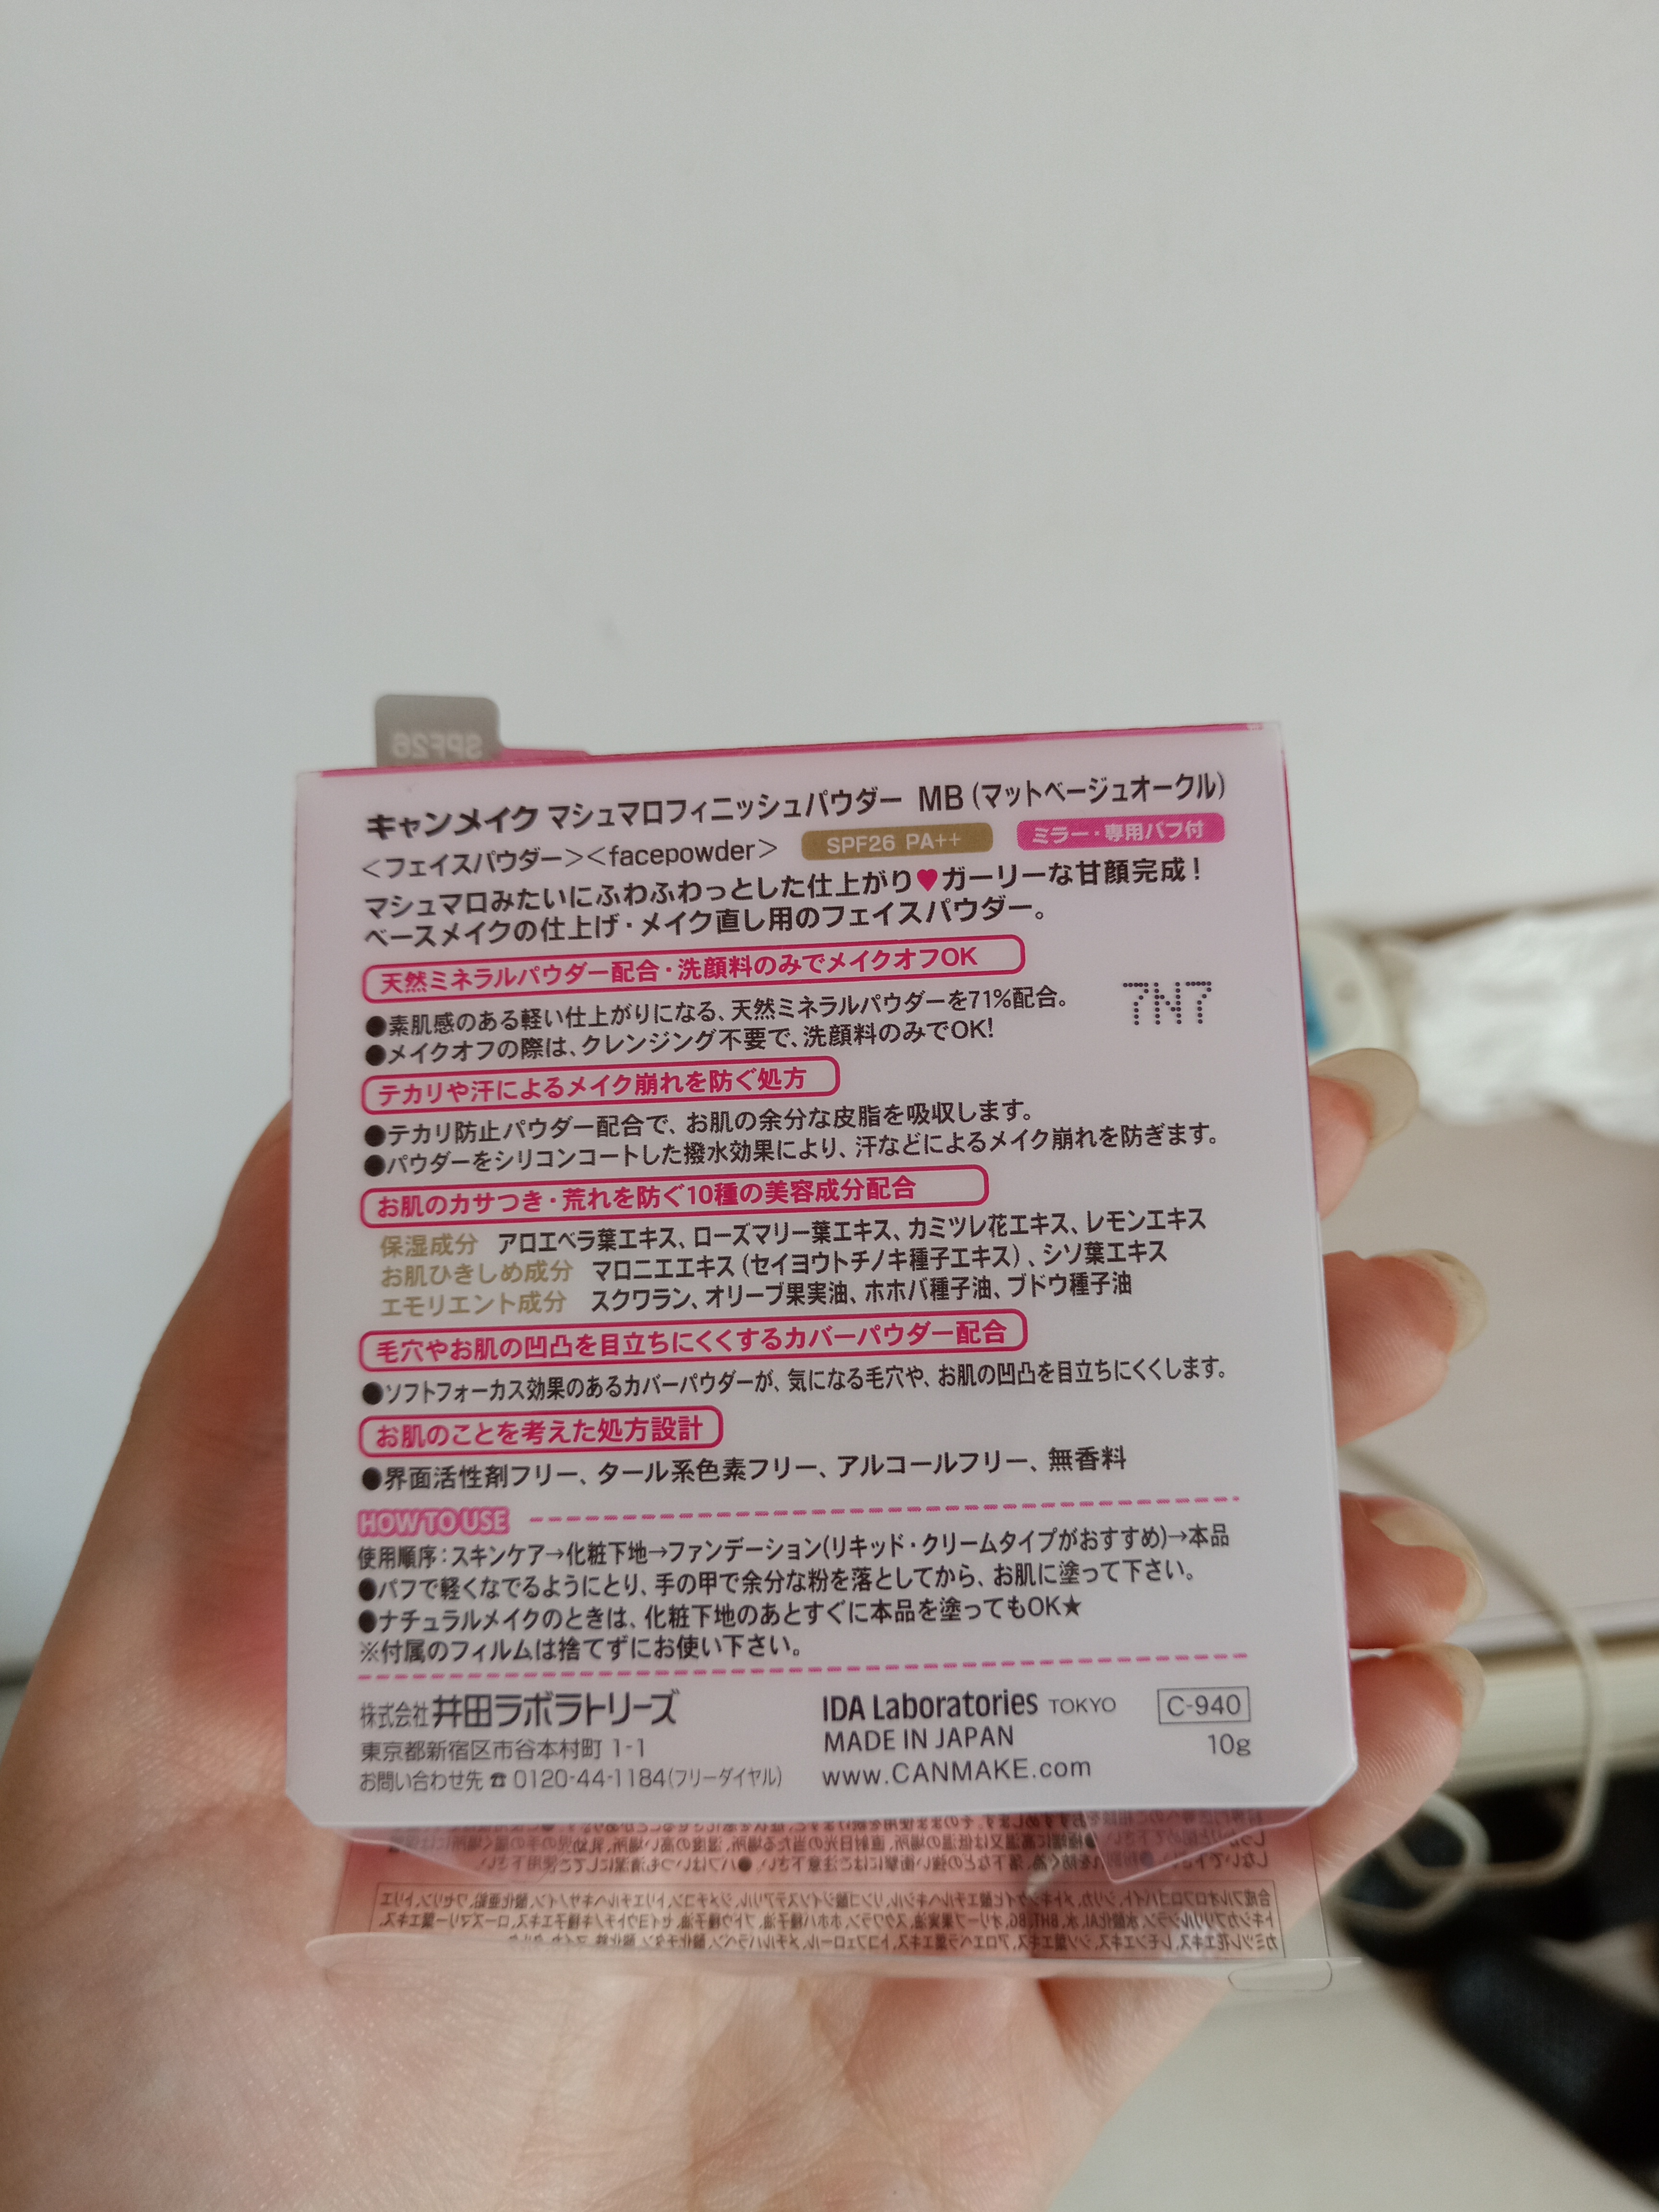 SPF26
キャンメイク マシュマロフィニッシュパウダー MB(マットベージュオークル)
<フェイスパウダー><facepowder> SPF26 PA++ ミラー・専用パフ付
マシュマロみたいにふわふわっとした仕上がり♥ガーリーな甘顔完成!
ベースメイクの仕上げ・メイク直し用のフェイスパウダー。
天然ミネラルパウダー配合・洗顔料のみでメイクオフOK
●素肌感のある軽い仕上がりになる、天然ミネラルパウダーを71%配合。
7N7
●メイクオフの際は、クレンジング不要で、洗顔料のみでOK!
テカリや汗によるメイク崩れを防ぐ処方
●テカリ防止パウダー配合で、お肌の余分な皮脂を吸収します。
●パウダーをシリコンコートした撥水効果により、汗などによるメイク崩れを防ぎます。
お肌のカサつき・荒れを防ぐ10種の美容成分配合
保湿成分 アロエベラ葉エキス、ローズマリー葉エキス、カミツレ花エキス、レモンエキス
お肌ひきしめ成分 マロニエエキス(セイヨウトチノキ種子エキス)、シソ葉エキス
エモリエント成分 スクワラン、オリーブ果実油、ホホバ種子油、ブドウ種子油
毛穴やお肌の凹凸を目立ちにくくするカバーパウダー配合
●ソフトフォーカス効果のあるカバーパウダーが、気になる毛穴や、お肌の凹凸を目立ちにくくします。
お肌のことを考えた処方設計
●界面活性剤フリー、タール系色素フリー、アルコールフリー、無香料
HOW TO USE
使用順序:スキンケア→化粧下地→ファンデーション(リキッド・クリームタイプがおすすめ)→本品
●パフで軽くなでるようにとり、手の甲で余分な粉を落としてから、お肌に塗って下さい。
●ナチュラルメイクのときは、化粧下地のあとすぐに本品を塗ってもOK★
※付属のフィルムは捨てずにお使い下さい。
株式会社井田ラボラトリーズ
東京都新宿区市谷本村町 1-1
お問い合わせ先 ☎ 0120-44-1184(フリーダイヤル)
IDA Laboratories TOKYO C-940
MADE IN JAPAN 10g
www.CANMAKE.com